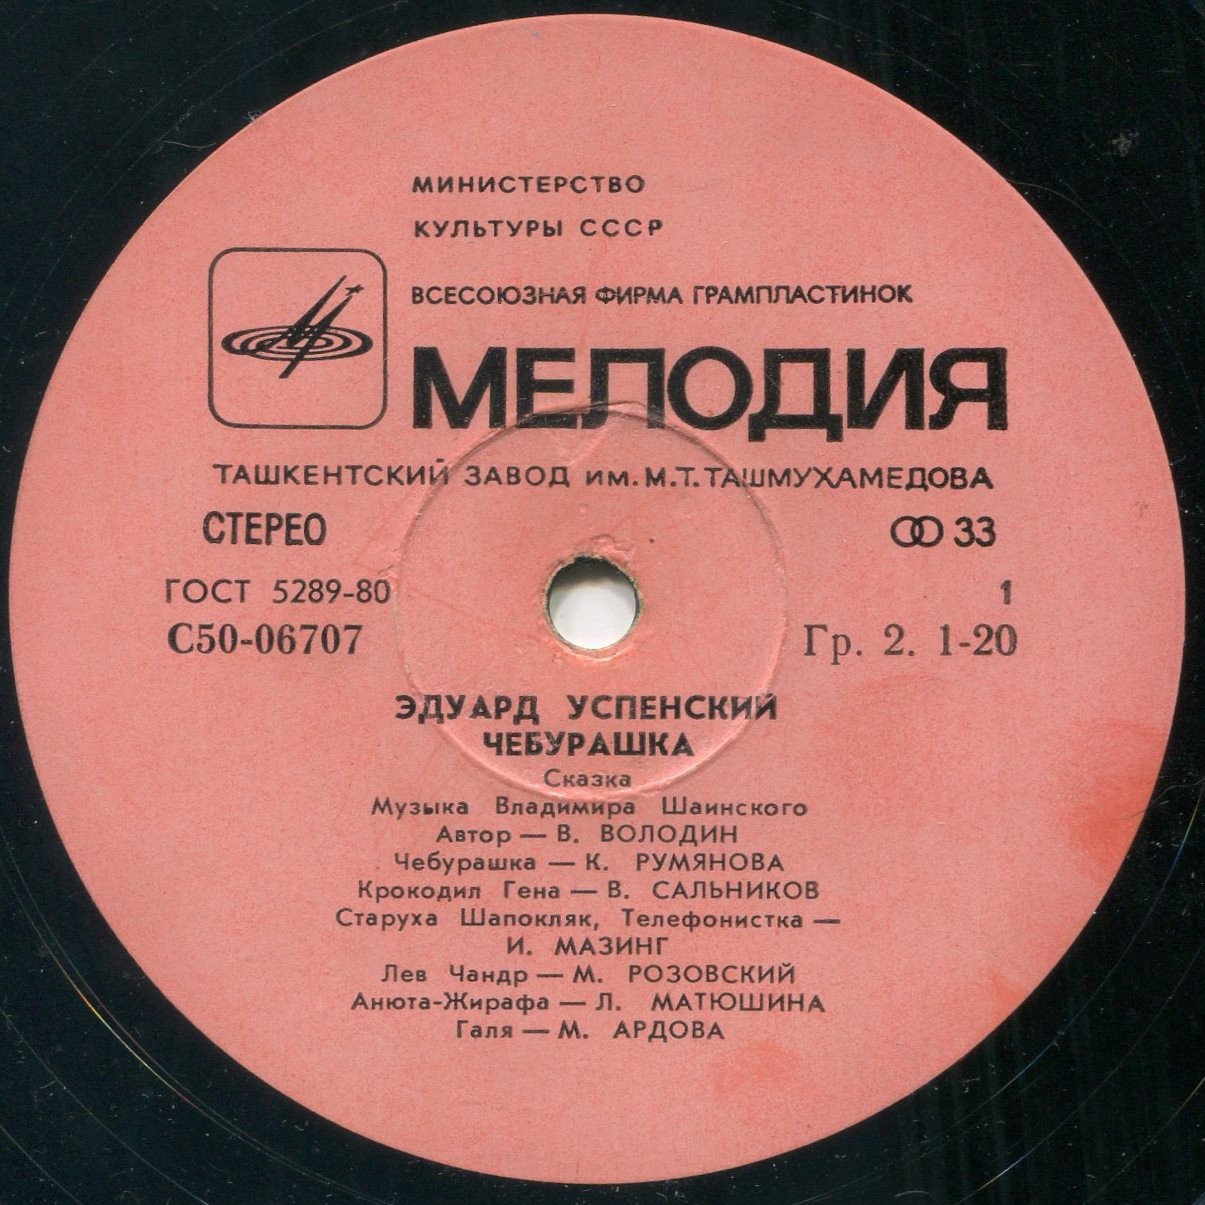 МИНИСТЕРСТВО
КУЛЬТУРЫ СССР
ВСЕСОЮЗНАЯ ФИРМА ГРАМПЛАСТИНОК
МЕЛОДИЯ
ТАШКЕНТСКИЙ ЗАВОД им. М.Т.ТАШМУХАМЕДОВА
СТЕРЕО 33
ГОСТ 5289-80 1
С50-06707 Гр. 2. 1-20
ЭДУАРД УСПЕНСКИЙ
ЧЕБУРАШКА
Сказка
Музыка Владимира Шаинского
Автор — В. ВОЛОДИН
Чебурашка — К. РУМЯНОВА
Крокодил Гена — В. САЛЬНИКОВ
Старуха Шапокляк, Телефонистка —
И. МАЗИНГ
Лев Чандр — М. РОЗОВСКИЙ
Анюта-Жирафа — Л. МАТЮШИНА
Галя — М. АРДОВА